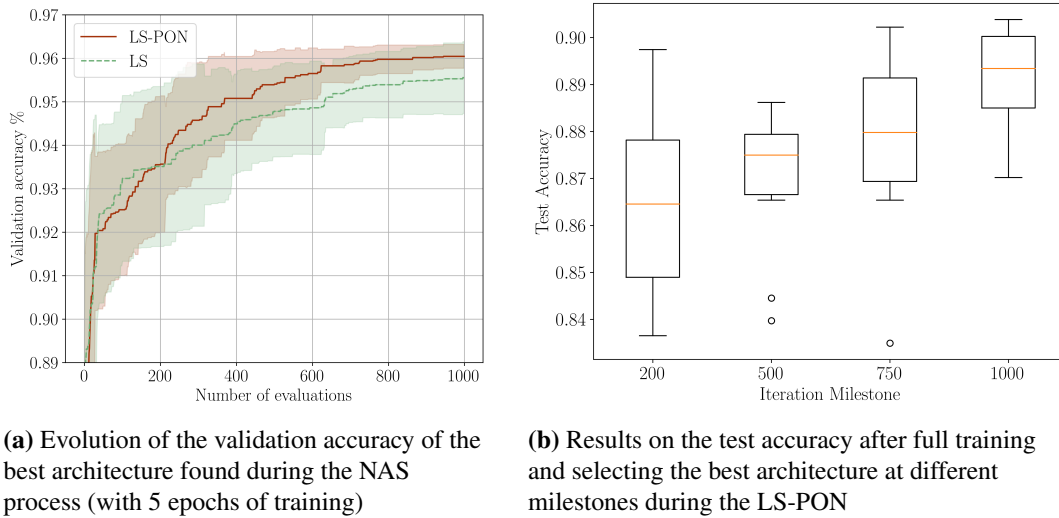 0.97
0.96
0.95
0.94
0.93
0.92
0.91
0.90
0.89
Validation accuracy %
LS-PON
LS
0
200
400
600
800
1000
Number of evaluations
(a) Evolution of the validation accuracy of the
best architecture found during the NAS
process (with 5 epochs of training)
0.90
0.89
0.88
0.87
0.86
0.85
0.84
Test Accuracy
200
500
750
1000
Iteration Milestone
(b) Results on the test accuracy after full training
and selecting the best architecture at different
milestones during the LS-PON